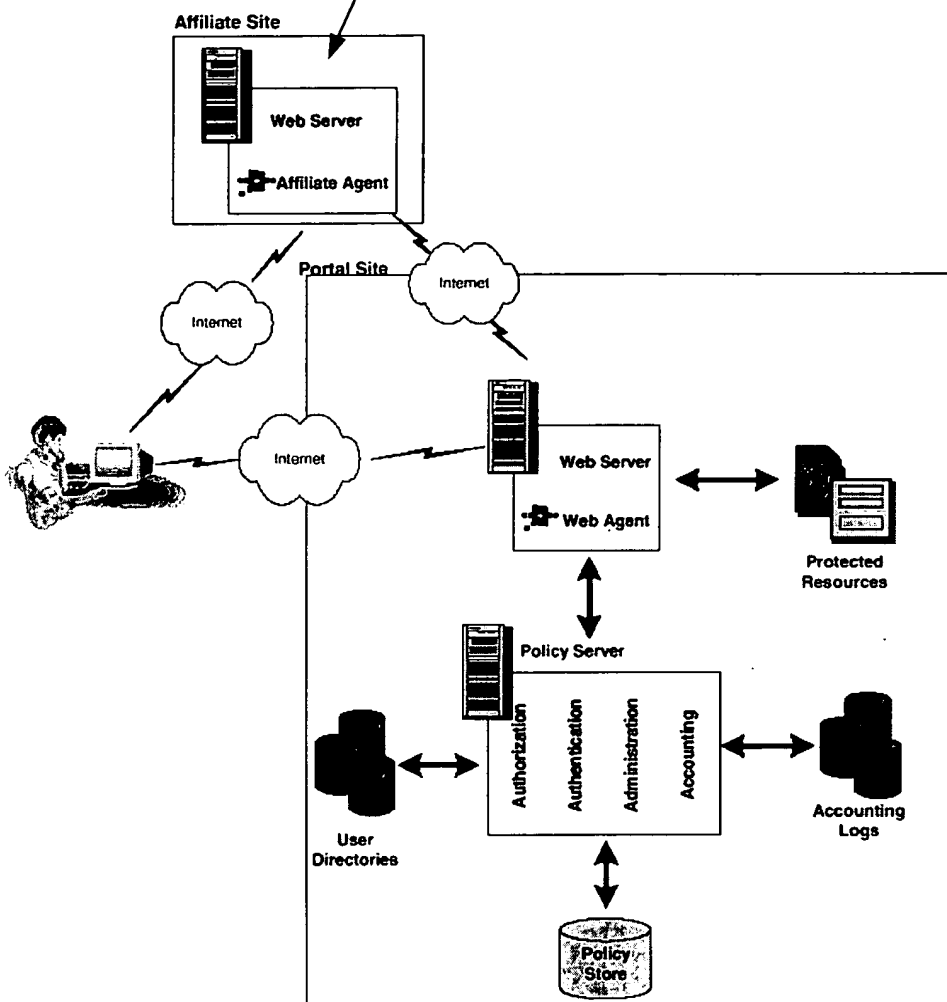 Affiliate Site
Web Server
Affiliate Agent
Portal Site
Internet
Internet
Internet
Web Server
Web Agent
Protected
Resources
Policy Server
Authorization
Authentication
Administration
Accounting
User
Directories
Accounting
Logs
Policy
Store